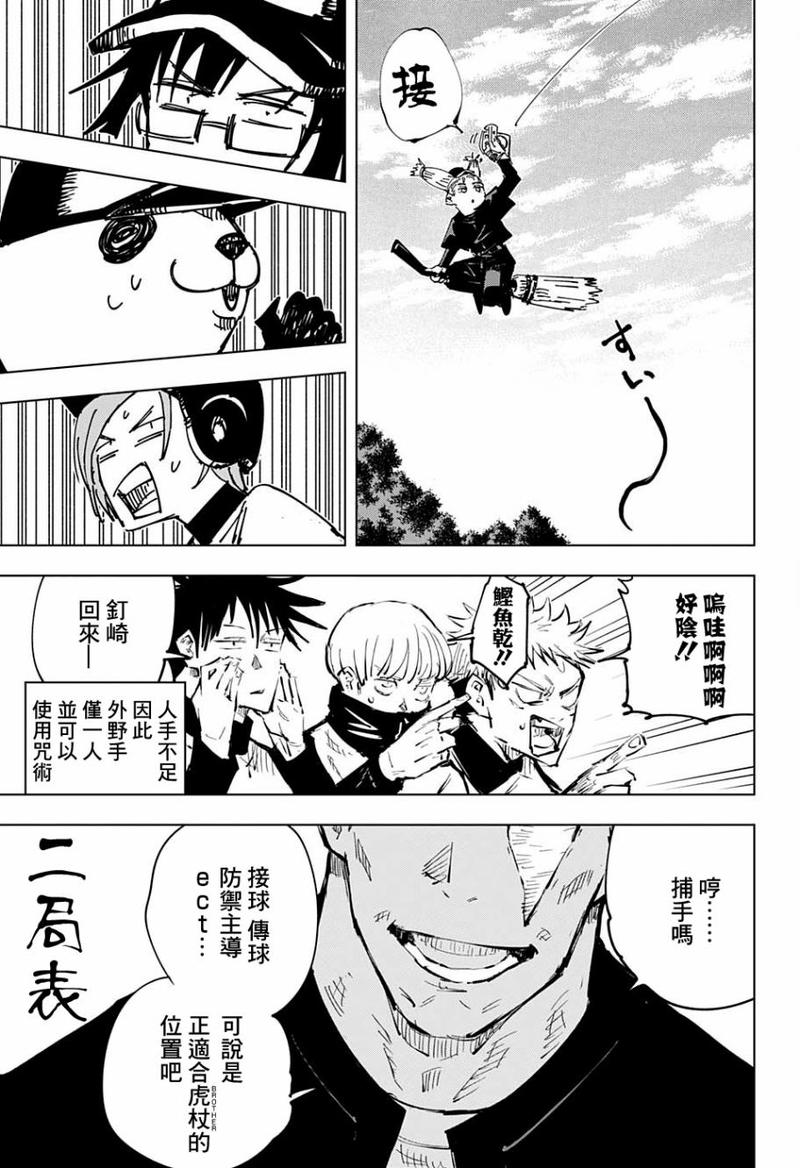 接
すい〜
嗚哇啊啊啊
好陰!!
鰹魚乾!!
釘崎
回來—
人手不足
因此
外野手
僅一人
並可以
使用咒術
哼……
捕手嗎
接球 傳球
防禦主導
ect…
可說是
正適合虎杖的
BROTHER
位置吧
二局表